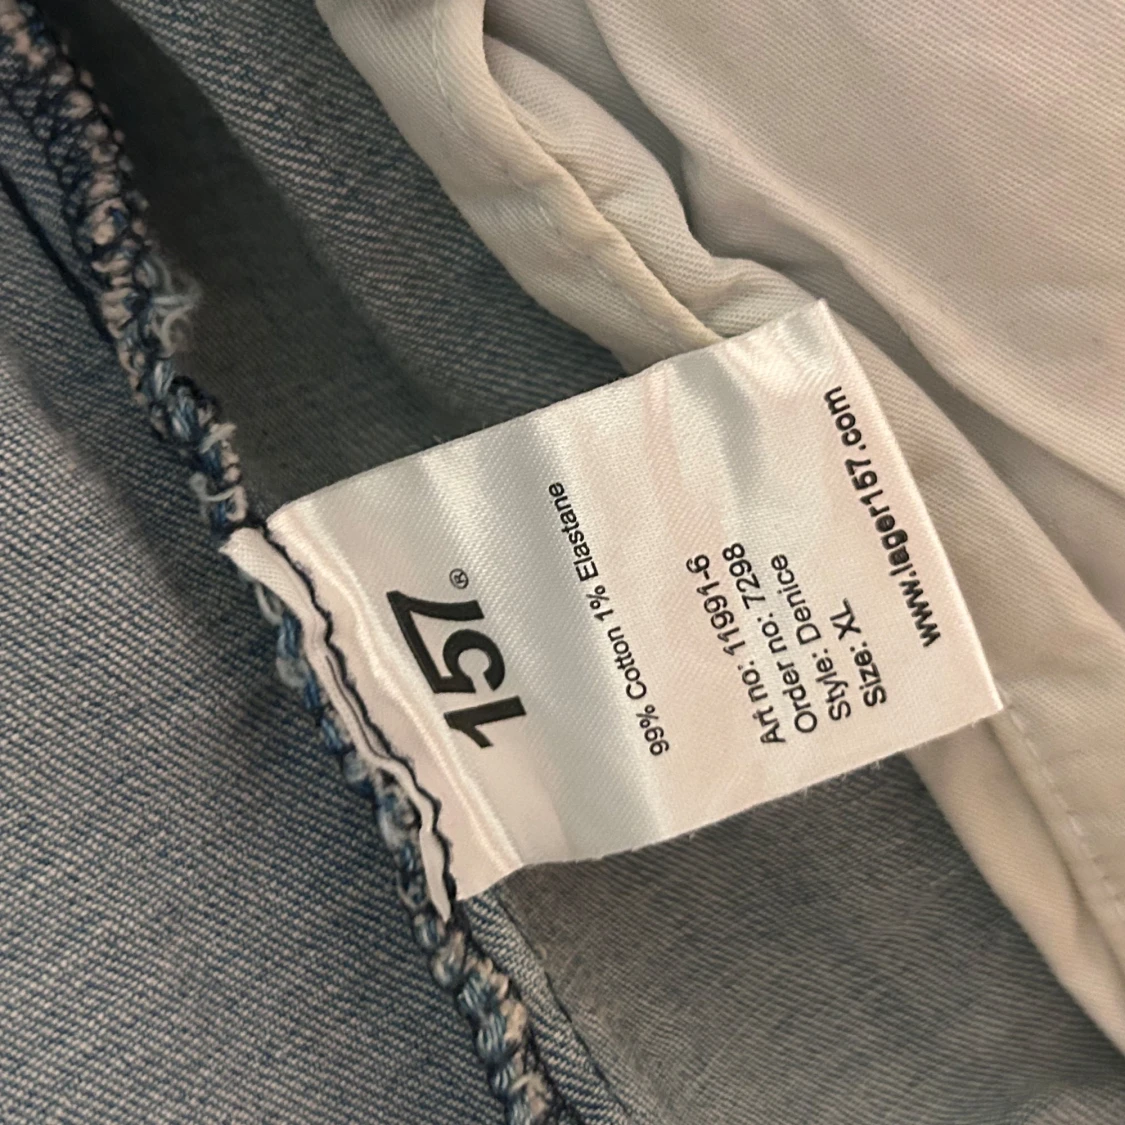 157®
99% Cotton 1% Elastane
Art no: 11991-6
Order no: 7298
Style: Denice
Size: XL
www.lager157.com